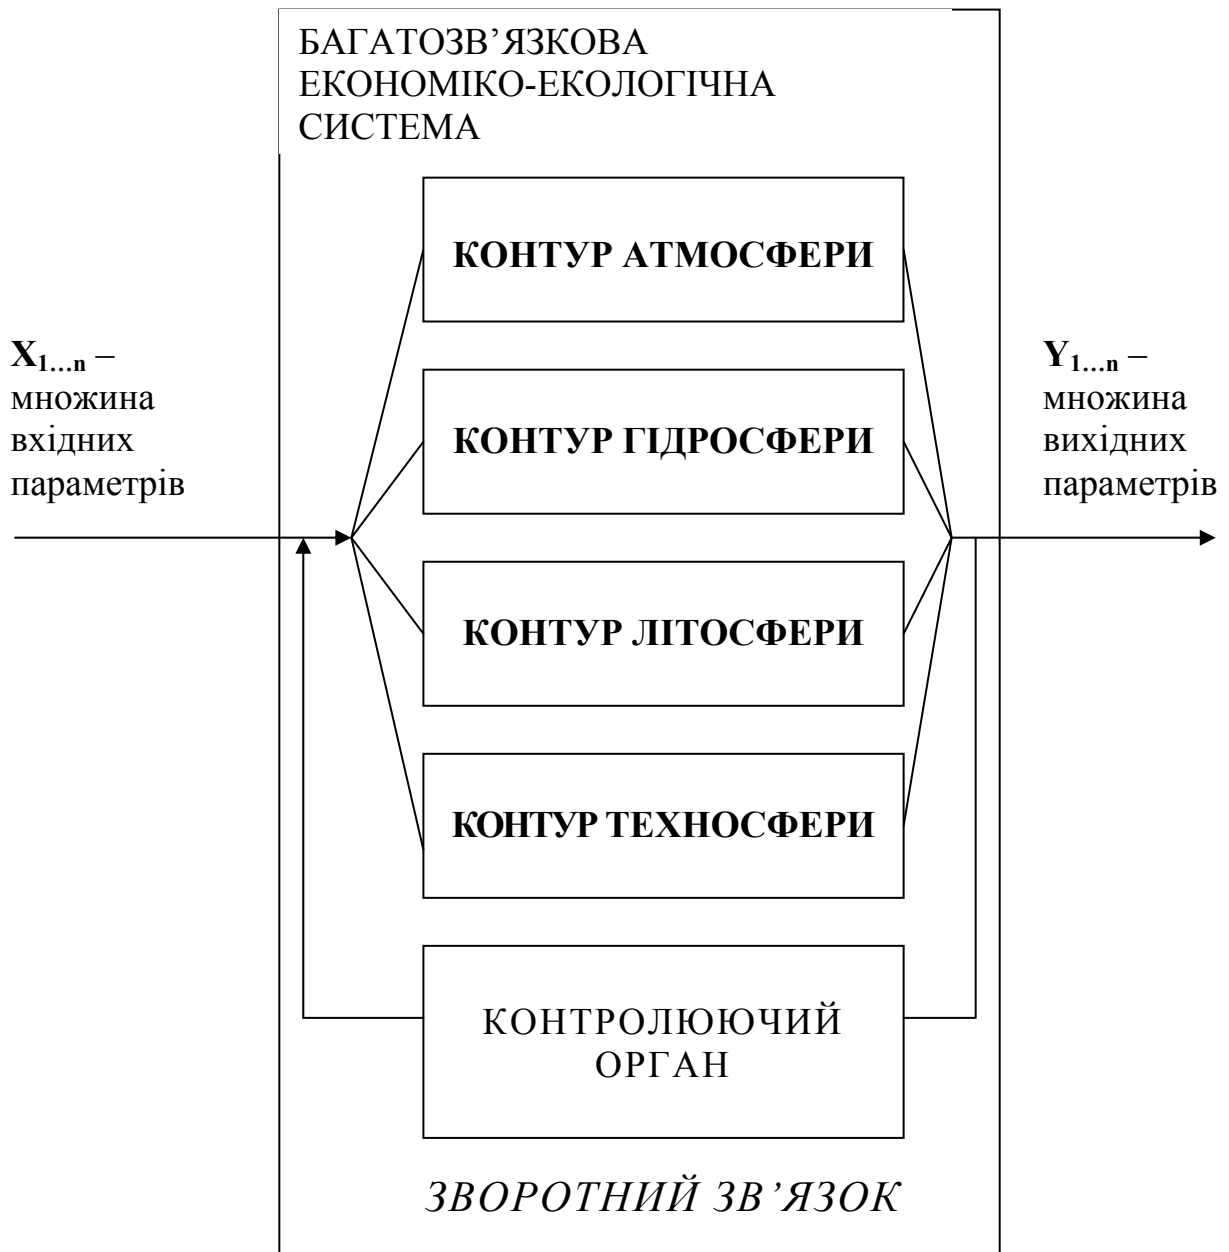 БАГАТОЗВ’ЯЗКОВА
ЕКОНОМІКО-ЕКОЛОГІЧНА
СИСТЕМА
КОНТУР АТМОСФЕРИ
X1...n –
множина
вхідних
параметрів
Y1...n –
множина
вихідних
параметрів
КОНТУР ГІДРОСФЕРИ
КОНТУР ЛІТОСФЕРИ
КОНТУР ТЕХНОСФЕРИ
КОНТРОЛЮЮЧИЙ
ОРГАН
ЗВОРОТНИЙ ЗВ’ЯЗОК